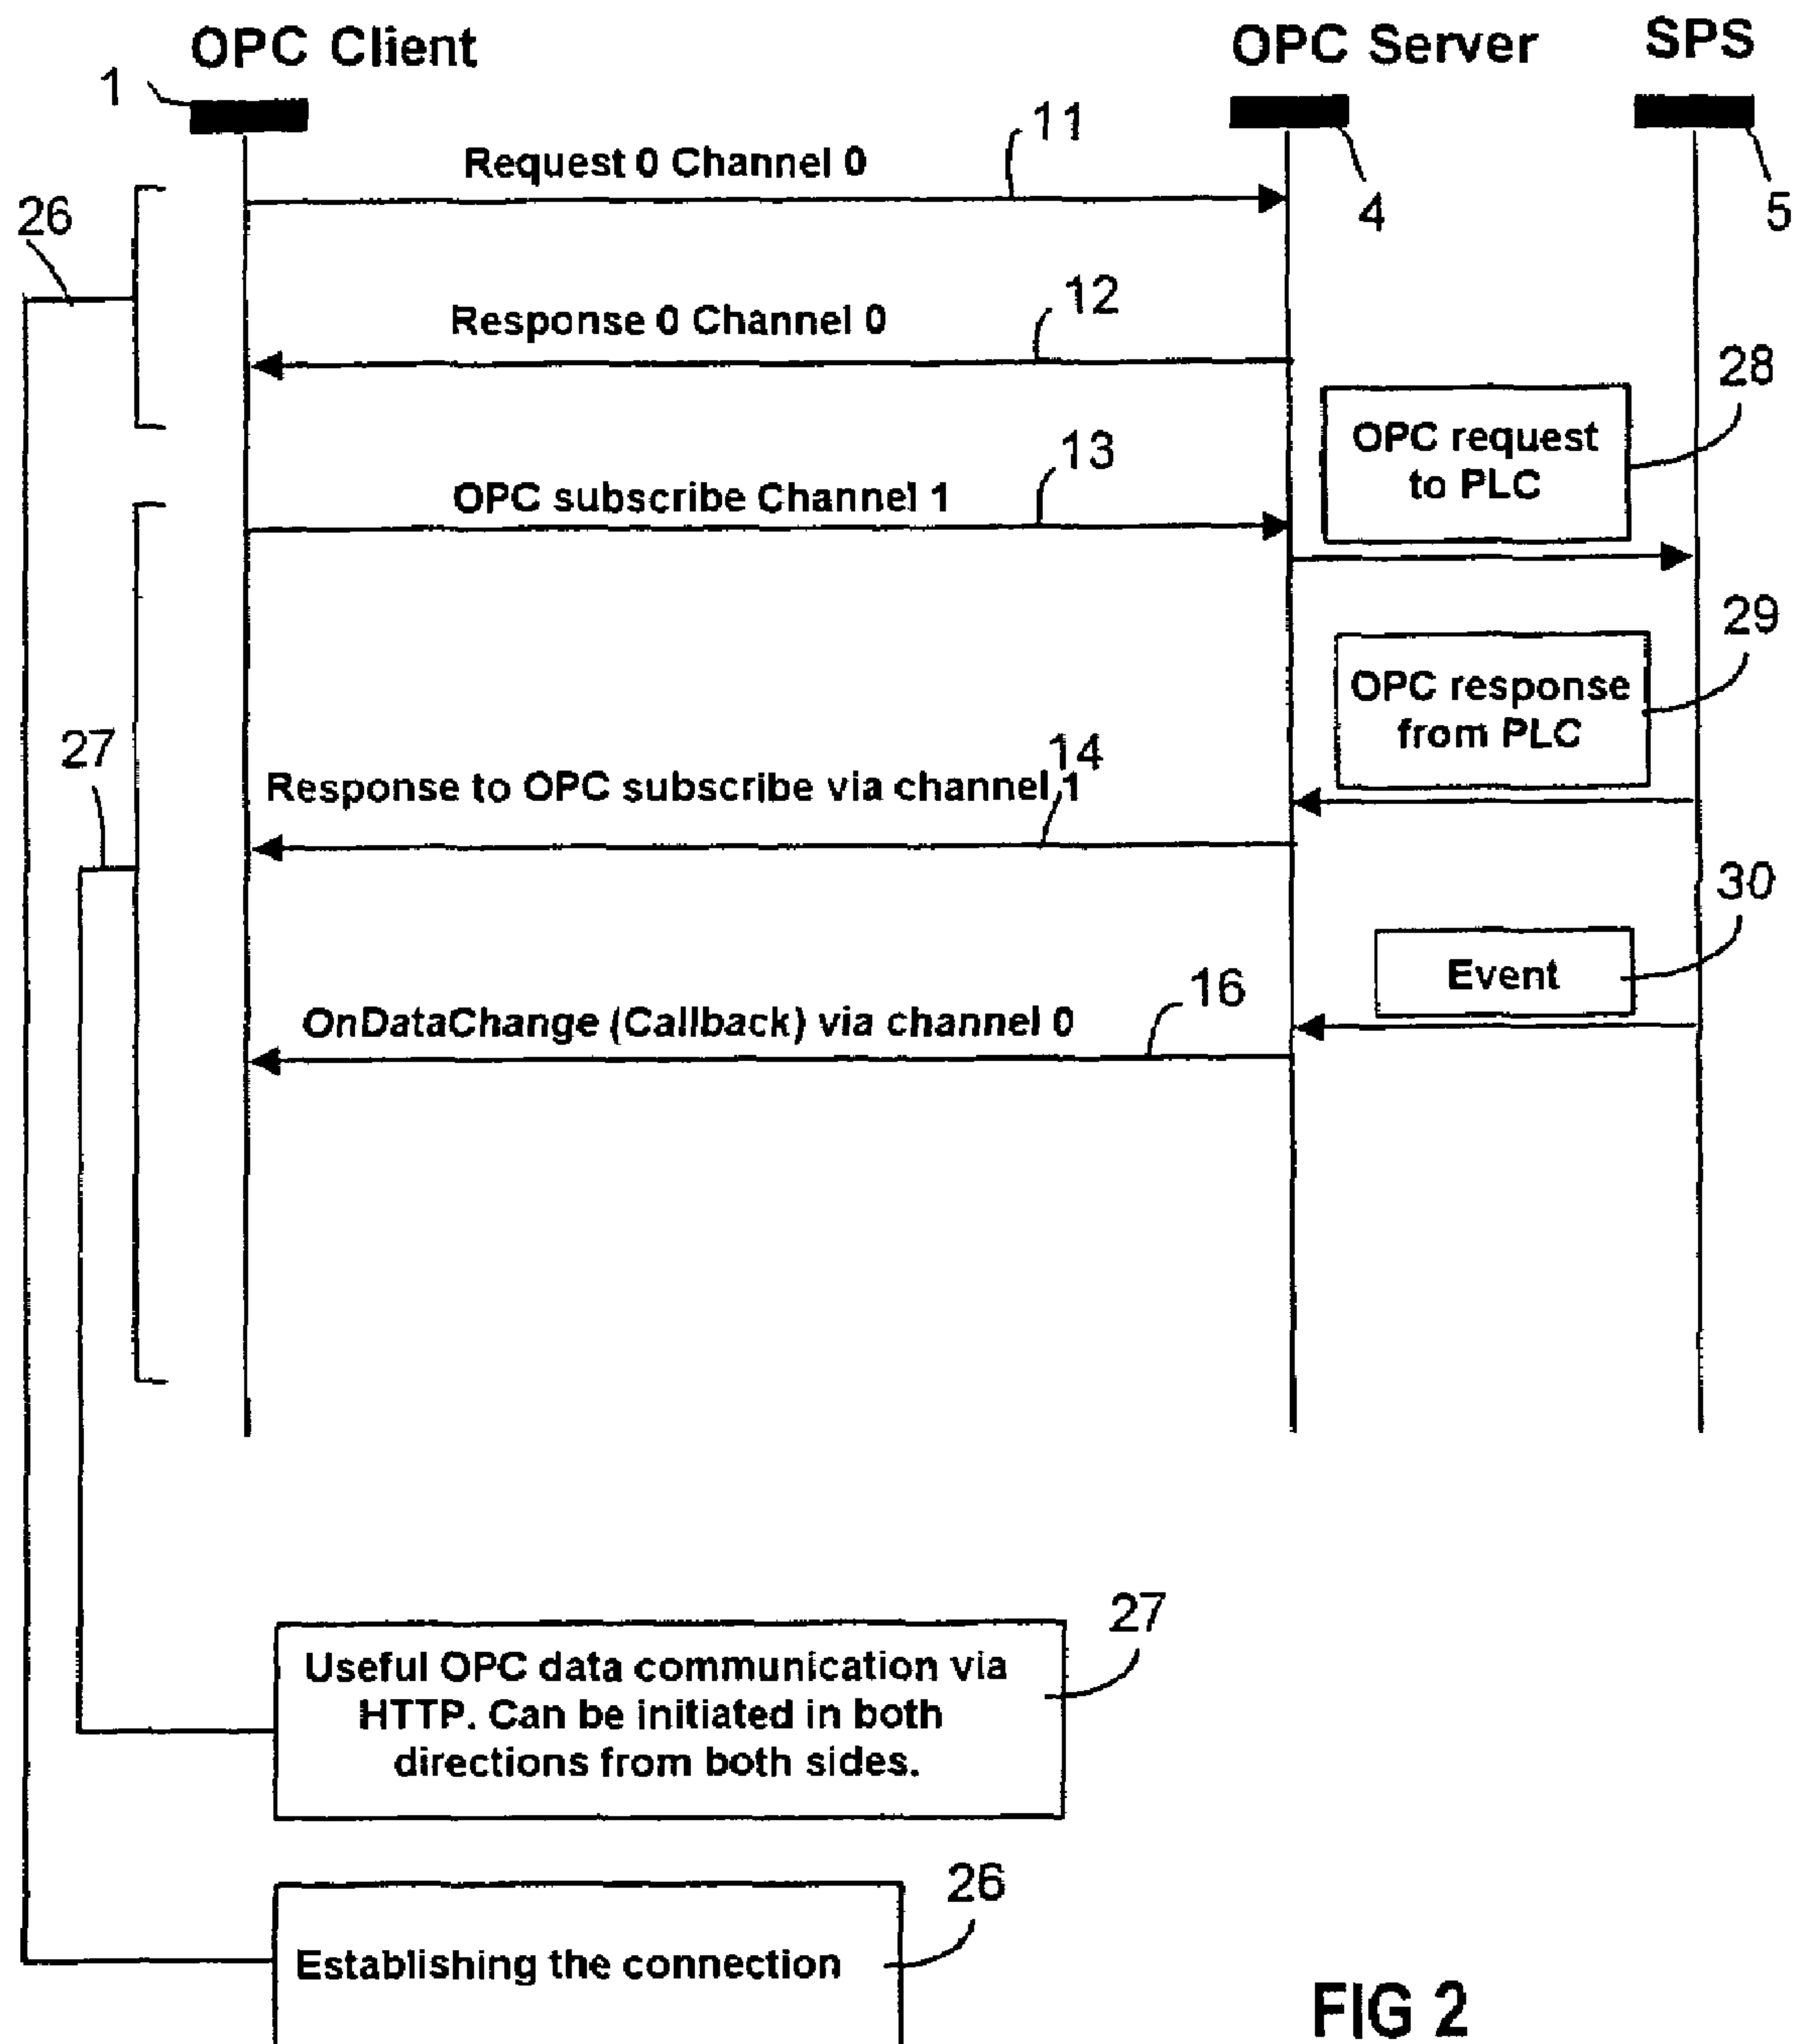 OPC Client
OPC Server
SPS
1
4
5
11
Request 0 Channel 0
26
12
Response 0 Channel 0
28
OPC request
to PLC
13
OPC subscribe Channel 1
29
OPC response
from PLC
27
14
Response to OPC subscribe via channel 1
30
Event
16
OnDataChange (Callback) via channel 0
27
Useful OPC data communication via
HTTP. Can be initiated in both
directions from both sides.
26
Establishing the connection
FIG 2